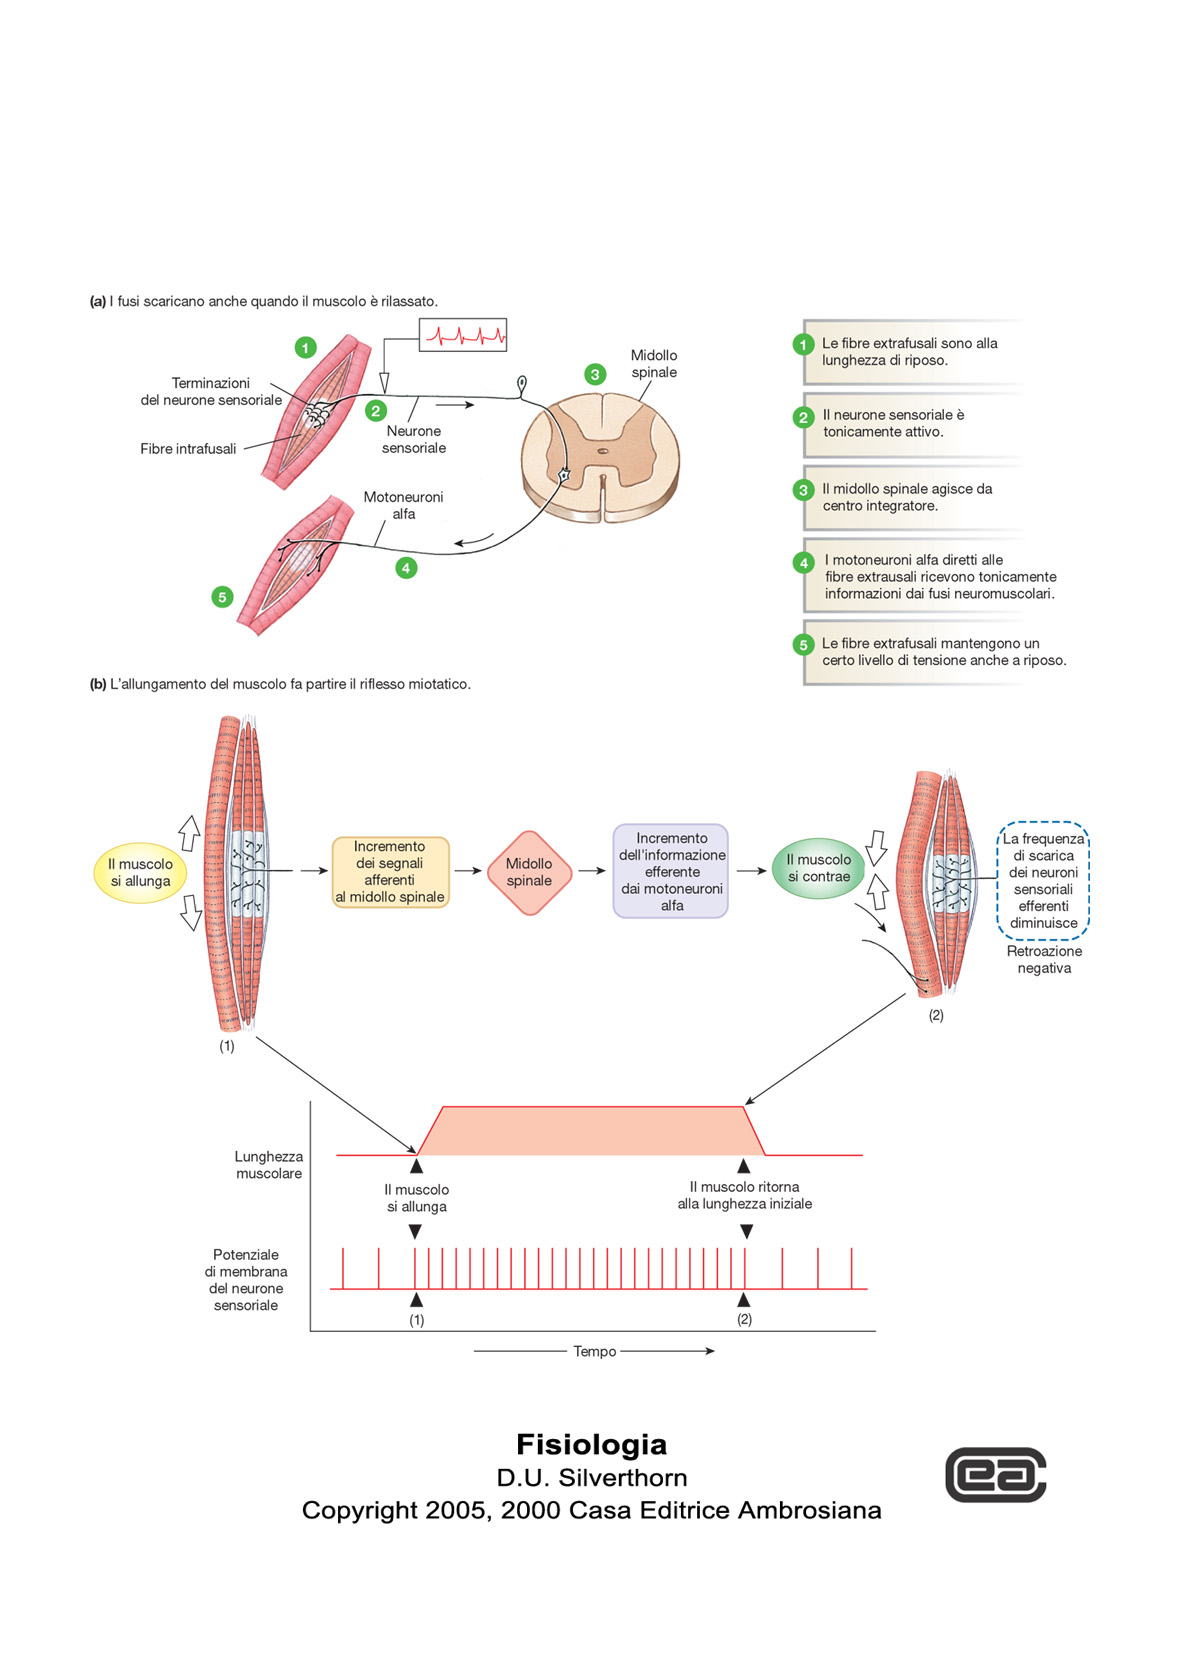 (a) I fusi scaricano anche quando il muscolo è rilassato.
1
Terminazioni
del neurone sensoriale
Fibre intrafusali
2
Neurone
sensoriale
3
Midollo
spinale
Motoneuroni
alfa
4
5
1 Le fibre extrafusali sono alla
lunghezza di riposo.
2 Il neurone sensoriale è
tonicamente attivo.
3 Il midollo spinale agisce da
centro integratore.
4 I motoneuroni alfa diretti alle
fibre extrausali ricevono tonicamente
informazioni dai fusi neuromuscolari.
5 Le fibre extrafusali mantengono un
certo livello di tensione anche a riposo.
(b) L'allungamento del muscolo fa partire il riflesso miotatico.
Il muscolo
si allunga
(1)
Incremento
dei segnali
afferenti
al midollo spinale
Midollo
spinale
Incremento
dell'informazione
efferente
dai motoneuroni
alfa
Il muscolo
si contrae
(2)
La frequenza
di scarica
dei neuroni
sensoriali
efferenti
diminuisce
Retroazione
negativa
Lunghezza
muscolare
Il muscolo
si allunga
Il muscolo ritorna
alla lunghezza iniziale
Potenziale
di membrana
del neurone
sensoriale
(1)
(2)
Tempo
Fisiologia
D.U. Silverthorn
Copyright 2005, 2000 Casa Editrice Ambrosiana
ea